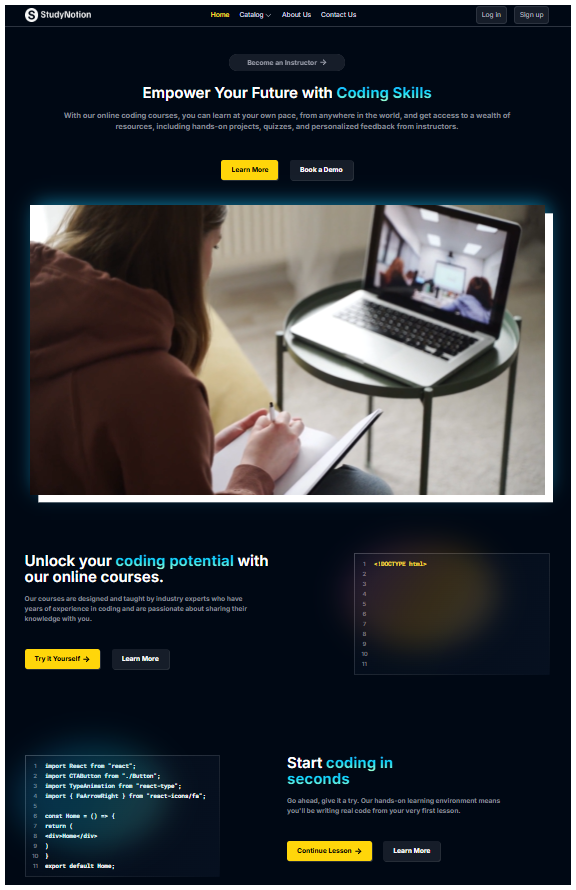 S StudyNotion
Home Catalog About Us Contact Us
Log in Sign up
Become an Instructor →
Empower Your Future with Coding Skills
With our online coding courses, you can learn at your own pace, from anywhere in the world, and get access to a wealth of
resources, including hands-on projects, quizzes, and personalized feedback from instructors.
Learn More Book a Demo
Unlock your coding potential with
our online courses.
Our courses are designed and taught by industry experts who have
years of experience in coding and are passionate about sharing their
knowledge with you.
Try it Yourself → Learn More
1 <!DOCTYPE html>
2
3
4
5
6
7
8
9
10
11
1 import React from "react";
2 import CTAButton from "./Button";
3 import TypeAnimation from "react-type";
4 import { FaArrowRight } from "react-icons/fa";
5
6 const Home = () => {
7 return (
8 <div>Home</div>
9 )
10 }
11 export default Home;
Start coding in
seconds
Go ahead, give it a try. Our hands-on learning environment means
you'll be writing real code from your very first lesson.
Continue Lesson → Learn More